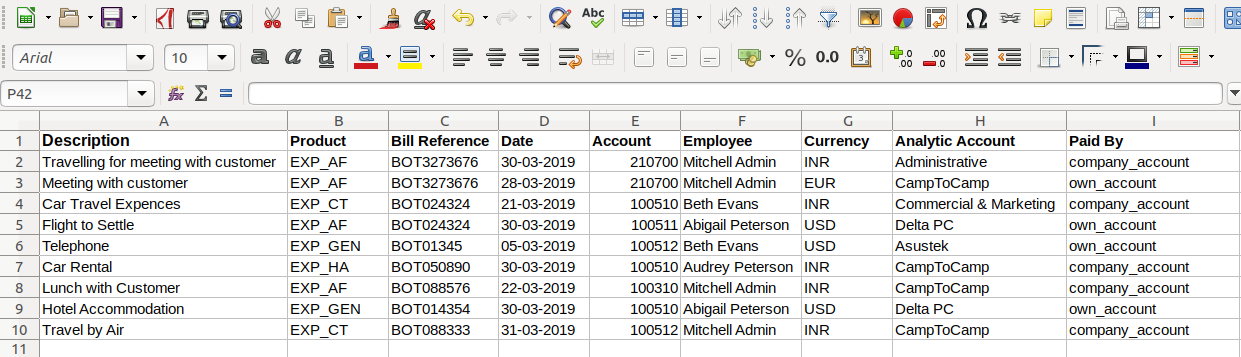 Abc
Arial 10 a a a a % 0.0 3 .00 .00
P42 fx Σ =
A B C D E F G H I
1 Description Product Bill Reference Date Account Employee Currency Analytic Account Paid By
2 Travelling for meeting with customer EXP_AF BOT3273676 30-03-2019 210700 Mitchell Admin INR Administrative company_account
3 Meeting with customer EXP_AF BOT3273676 28-03-2019 210700 Mitchell Admin EUR CampToCamp own_account
4 Car Travel Expences EXP_CT BOT024324 21-03-2019 100510 Beth Evans INR Commercial & Marketing company_account
5 Flight to Settle EXP_AF BOT024324 30-03-2019 100511 Abigail Peterson USD Delta PC own_account
6 Telephone EXP_GEN BOT01345 05-03-2019 100512 Beth Evans USD Asustek own_account
7 Car Rental EXP_HA BOT050890 30-03-2019 100510 Audrey Peterson INR CampToCamp company_account
8 Lunch with Customer EXP_AF BOT088576 22-03-2019 100310 Mitchell Admin INR CampToCamp company_account
9 Hotel Accommodation EXP_GEN BOT014354 30-03-2019 100510 Abigail Peterson USD Delta PC own_account
10 Travel by Air EXP_CT BOT088333 31-03-2019 100512 Mitchell Admin INR CampToCamp company_account
11